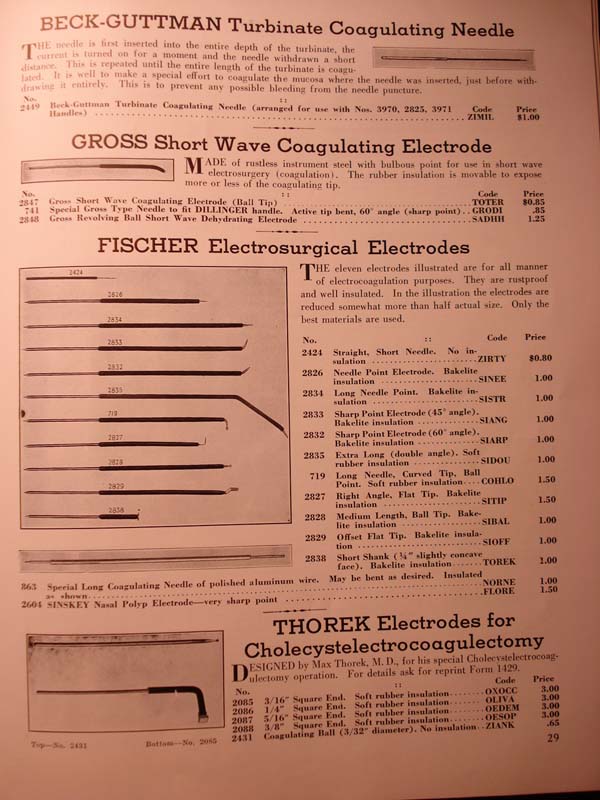 BECK-GUTTMAN Turbinate Coagulating Needle
THE needle is first inserted into the entire depth of the turbinate, the
current is turned on for a moment and the needle withdrawn a short
distance. This is repeated until the entire length of the turbinate is coagu-
lated. It is well to make a special effort to coagulate the mucosa where the needle was inserted, just before with-
drawing it entirely. This is to prevent any possible bleeding from the needle puncture.
No. :: Code Price
2449 Beck-Guttman Turbinate Coagulating Needle (arranged for use with Nos. 3970, 2825, 3971
Handles) ZIMIL $1.00
GROSS Short Wave Coagulating Electrode
MADE of rustless instrument steel with bulbous point for use in short wave
electrosurgery (coagulation). The rubber insulation is movable to expose
more or less of the coagulating tip.
No. :: Code Price
2847 Gross Short Wave Coagulating Electrode (Ball Tip) TOTER $0.85
741 Special Gross Type Needle to fit DILLINGER handle. Active tip bent, 60° angle (sharp point) GRODI .85
2848 Gross Revolving Ball Short Wave Dehydrating Electrode SADHH 1.25
FISCHER Electrosurgical Electrodes
2424
2826
2834
2833
2832
2835
719
2827
2828
2829
2838
THE eleven electrodes illustrated are for all manner
of electrocoagulation purposes. They are rustproof
and well insulated. In the illustration the electrodes are
reduced somewhat more than half actual size. Only the
best materials are used.
No. :: Code Price
2424 Straight, Short Needle. No in-
sulation ZIRTY $0.80
2826 Needle Point Electrode. Bakelite
insulation SINEE 1.00
2834 Long Needle Point. Bakelite in-
sulation SISTR 1.00
2833 Sharp Point Electrode (45° angle).
Bakelite insulation SIANG 1.00
2832 Sharp Point Electrode (60° angle).
Bakelite insulation SIARP 1.00
2835 Extra Long (double angle). Soft
rubber insulation SIDOU 1.00
719 Long Needle, Curved Tip, Ball
Point. Soft rubber insulation COHLO 1.50
2827 Right Angle, Flat Tip. Bakelite
insulation SITIP 1.50
2828 Medium Length, Ball Tip. Bake-
lite insulation SIBAL 1.00
2829 Offset Flat Tip. Bakelite insula-
tion SIOFF 1.00
2838 Short Shank (¼" slightly concave
face). Bakelite insulation TOREK 1.00
863 Special Long Coagulating Needle of polished aluminum wire. May be bent as desired. Insulated
as shown NORNE 1.00
2604 SINSKEY Nasal Polyp Electrode—very sharp point FLORE 1.50
THOREK Electrodes for
Cholecystelectrocoagulectomy
DESIGNED by Max Thorek, M. D., for his special Cholecystelectrocoag-
ulectomy operation. For details ask for reprint Form 1429.
No. :: Code Price
2085 3/16" Square End. Soft rubber insulation OXOCC 3.00
2086 1/4" Square End. Soft rubber insulation OLIVA 3.00
2087 5/16" Square End. Soft rubber insulation OEDEM 3.00
2088 3/8" Square End. Soft rubber insulation OESOP 3.00
2431 Coagulating Ball (3/32" diameter). No insulation ZIANK .65
Top—No. 2431 Bottom—No. 2085
29